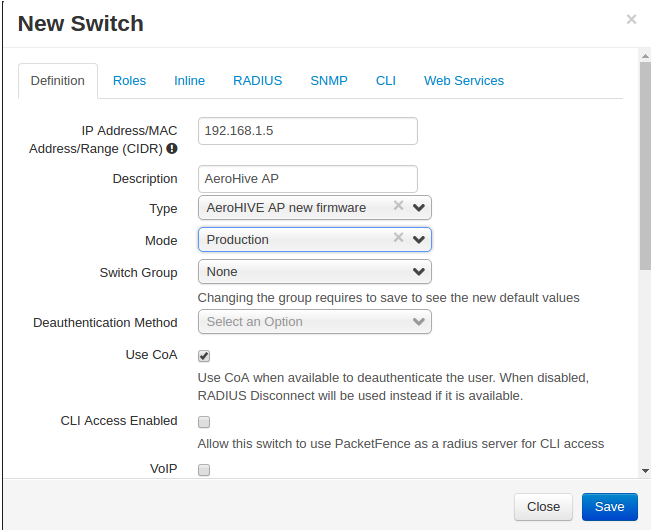 New Switch
×
Definition Roles Inline RADIUS SNMP CLI Web Services
IP Address/MAC
Address/Range (CIDR)
192.168.1.5
Description AeroHive AP
Type AeroHIVE AP new firmware
Mode Production
Switch Group None
Changing the group requires to save to see the new default values
Deauthentication Method Select an Option
Use CoA
Use CoA when available to deauthenticate the user. When disabled,
RADIUS Disconnect will be used instead if it is available.
CLI Access Enabled
Allow this switch to use PacketFence as a radius server for CLI access
VoIP
Close Save